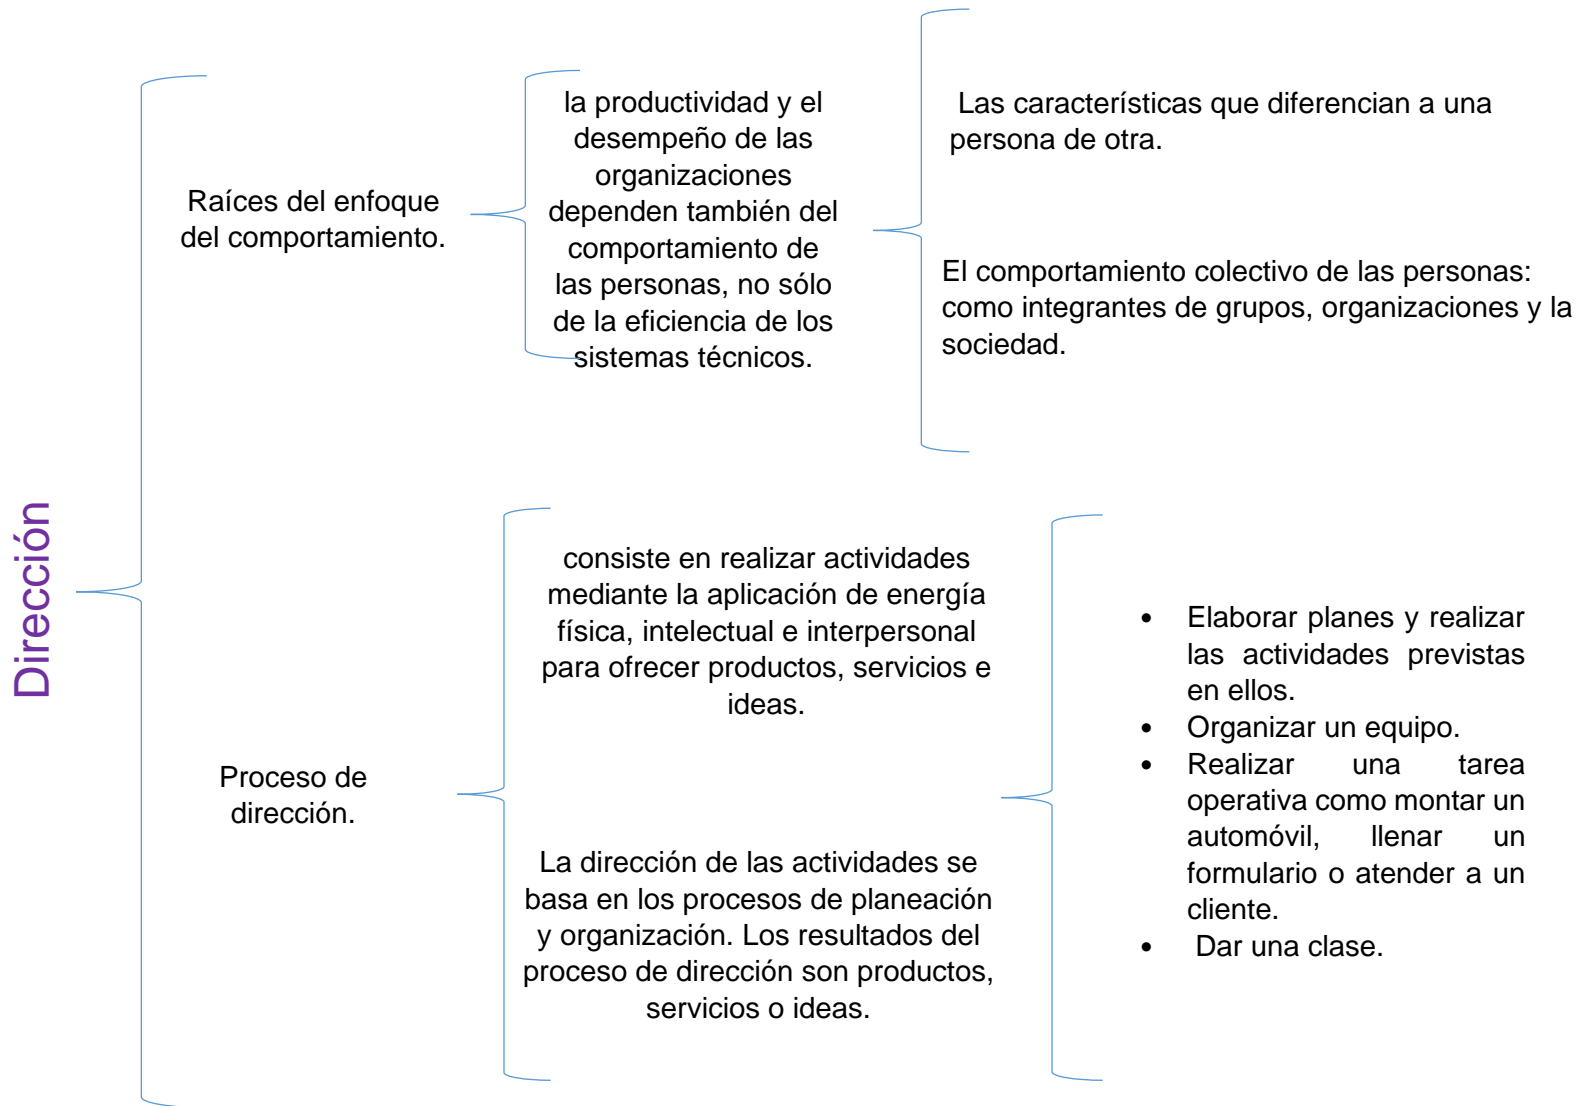 Dirección
Raíces del enfoque
del comportamiento.
la productividad y el
desempeño de las
organizaciones
dependen también del
comportamiento de
las personas, no sólo
de la eficiencia de los
sistemas técnicos.
Las características que diferencian a una
persona de otra.
El comportamiento colectivo de las personas:
como integrantes de grupos, organizaciones y la
sociedad.
Proceso de
dirección.
consiste en realizar actividades
mediante la aplicación de energía
física, intelectual e interpersonal
para ofrecer productos, servicios e
ideas.
La dirección de las actividades se
basa en los procesos de planeación
y organización. Los resultados del
proceso de dirección son productos,
servicios o ideas.
• Elaborar planes y realizar
las actividades previstas
en ellos.
• Organizar un equipo.
• Realizar una tarea
operativa como montar un
automóvil, llenar un
formulario o atender a un
cliente.
• Dar una clase.